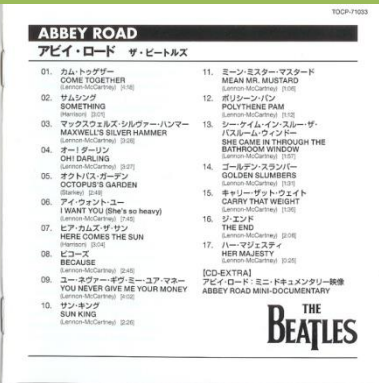 TOCP-71033
ABBEY ROAD
アビイ・ロード ザ・ビートルズ
01. カム・トゥゲザー
COME TOGETHER
(Lennon-McCartney) [4:18]
02. サムシング
SOMETHING
(Harrison) [3:01]
03. マックスウェルズ・シルヴァー・ハンマー
MAXWELL'S SILVER HAMMER
(Lennon-McCartney) [3:28]
04. オー！ダーリン
OH! DARLING
(Lennon-McCartney) [3:27]
05. オクトパス・ガーデン
OCTOPUS'S GARDEN
(Starkey) [2:49]
06. アイ・ウォント・ユー
I WANT YOU (She's so heavy)
(Lennon-McCartney) [7:45]
07. ヒア・カムズ・ザ・サン
HERE COMES THE SUN
(Harrison) [3:04]
08. ビコーズ
BECAUSE
(Lennon-McCartney) [2:45]
09. ユー・ネヴァー・ギヴ・ミー・ユア・マネー
YOU NEVER GIVE ME YOUR MONEY
(Lennon-McCartney) [4:02]
10. サン・キング
SUN KING
(Lennon-McCartney) [2:26]
11. ミーン・ミスター・マスタード
MEAN MR. MUSTARD
(Lennon-McCartney) [1:06]
12. ポリシーン・パン
POLYTHENE PAM
(Lennon-McCartney) [1:12]
13. シー・ケイム・イン・スルー・ザ・
バスルーム・ウィンドー
SHE CAME IN THROUGH THE
BATHROOM WINDOW
(Lennon-McCartney) [1:57]
14. ゴールデン・スランバー
GOLDEN SLUMBERS
(Lennon-McCartney) [1:31]
15. キャリー・ザット・ウェイト
CARRY THAT WEIGHT
(Lennon-McCartney) [1:36]
16. ジ・エンド
THE END
(Lennon-McCartney) [2:08]
17. ハー・マジェスティ
HER MAJESTY
(Lennon-McCartney) [0:25]
[CD-EXTRA]
アビイ・ロード：ミニ・ドキュメンタリー映像
ABBEY ROAD MINI-DOCUMENTARY
THE
BEATLES